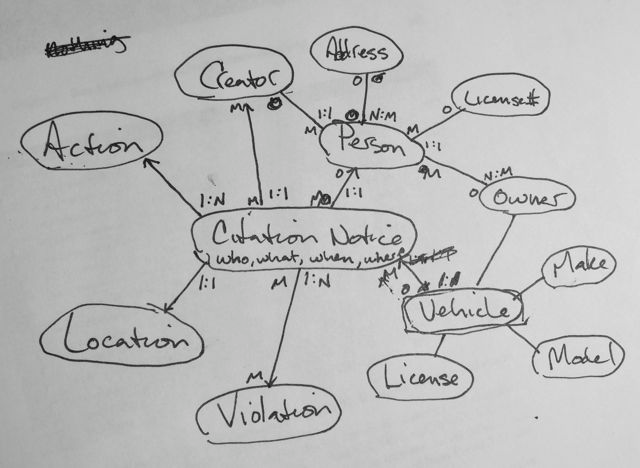 nothing
Address
Creator
O O
License#
M O
1:1 O N:M
O
Action
M
M
Person
1:1
1:N
M
1:1
M
O
1:1
M
N:M
O
Owner
Citation Notice
who, what, when, where
1:1
M
1:N
M
O
1:M
Make
Vehicle
Location
Model
License
M
Violation